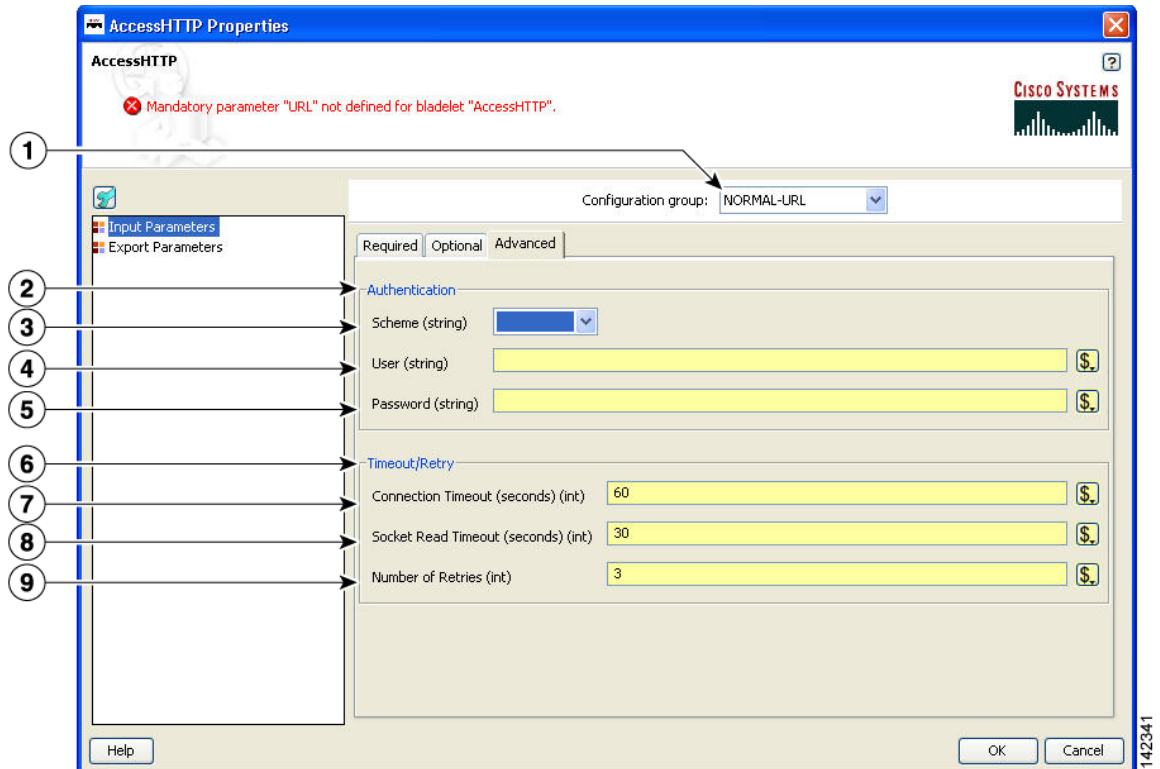 AccessHTTP Properties
AccessHTTP
Mandatory parameter "URL" not defined for bladelet "AccessHTTP".
CISCO SYSTEMS
1
Configuration group: NORMAL-URL
Input Parameters
Export Parameters
Required Optional Advanced
2 Authentication
3 Scheme (string)
4 User (string) $
5 Password (string) $
6 Timeout/Retry
7 Connection Timeout (seconds) (int) 60 $
8 Socket Read Timeout (seconds) (int) 30 $
9 Number of Retries (int) 3 $
Help OK Cancel
142341